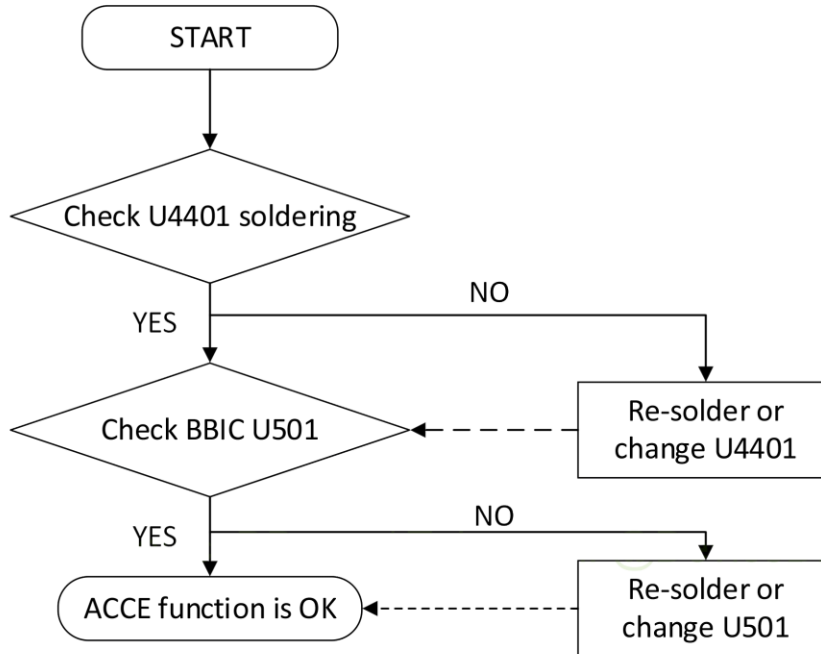 START
Check U4401 soldering
NO
YES
Re-solder or
change U4401
Check BBIC U501
NO
YES
Re-solder or
change U501
ACCE function is OK